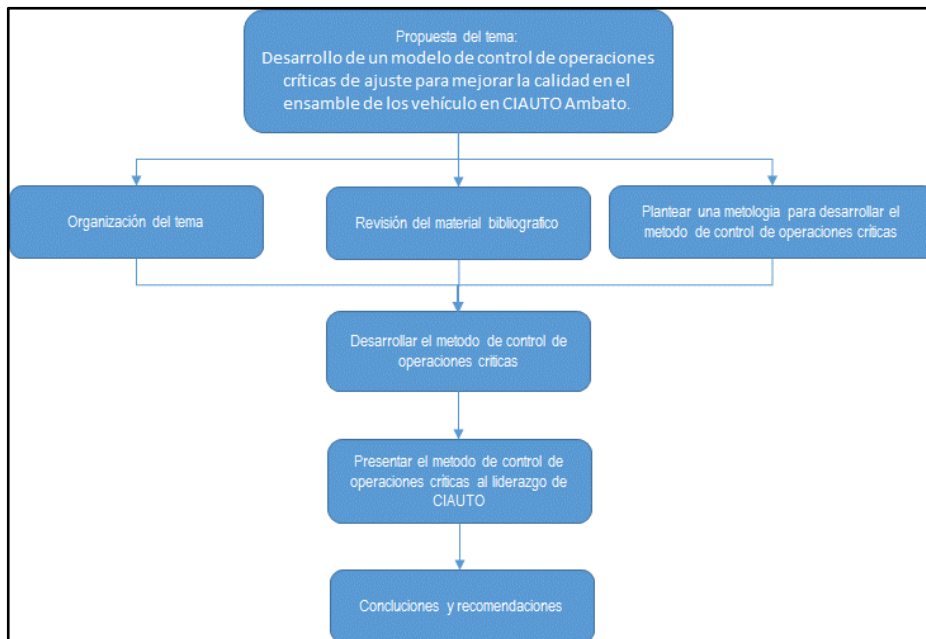 Propuesta del tema:
Desarrollo de un modelo de control de operaciones
críticas de ajuste para mejorar la calidad en el
ensamble de los vehículo en CIAUTO Ambato.
Organización del tema
Revisión del material bibliografico
Plantear una metologia para desarrollar el
metodo de control de operaciones críticas
Desarrollar el metodo de control de
operaciones criticas
Presentar el metodo de control de
operaciones críticas al liderazgo de
CIAUTO
Concluciones y recomendaciones